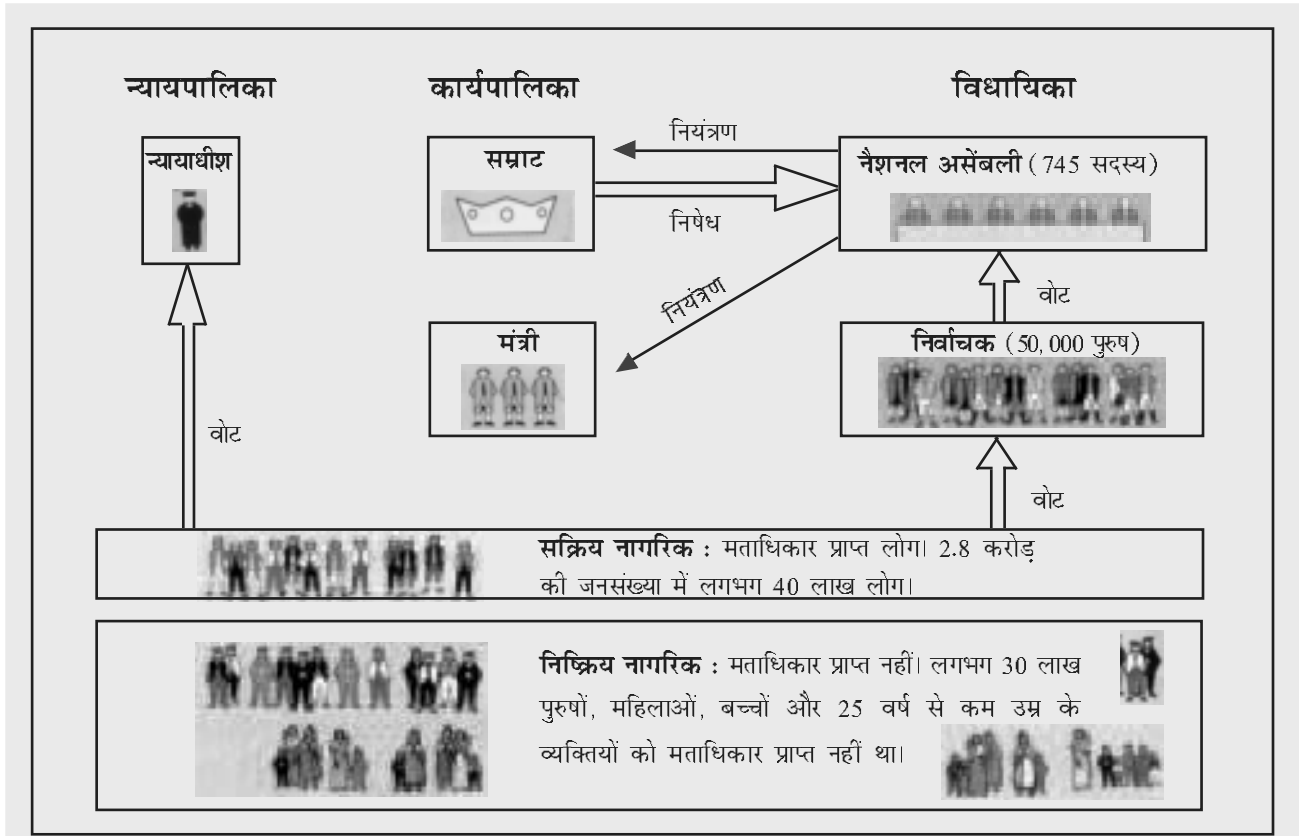 न्यायपालिका
कार्यपालिका
विधायिका
न्यायाधीश
सम्राट
नियंत्रण
निषेध
नैशनल असेंबली (745 सदस्य)
नियंत्रण
मंत्री
वोट
निर्वाचक (50,000 पुरुष)
वोट
वोट
सक्रिय नागरिक : मताधिकार प्राप्त लोग। 2.8 करोड़
की जनसंख्या में लगभग 40 लाख लोग।
निष्क्रिय नागरिक : मताधिकार प्राप्त नहीं। लगभग 30 लाख
पुरुषों, महिलाओं, बच्चों और 25 वर्ष से कम उम्र के
व्यक्तियों को मताधिकार प्राप्त नहीं था।